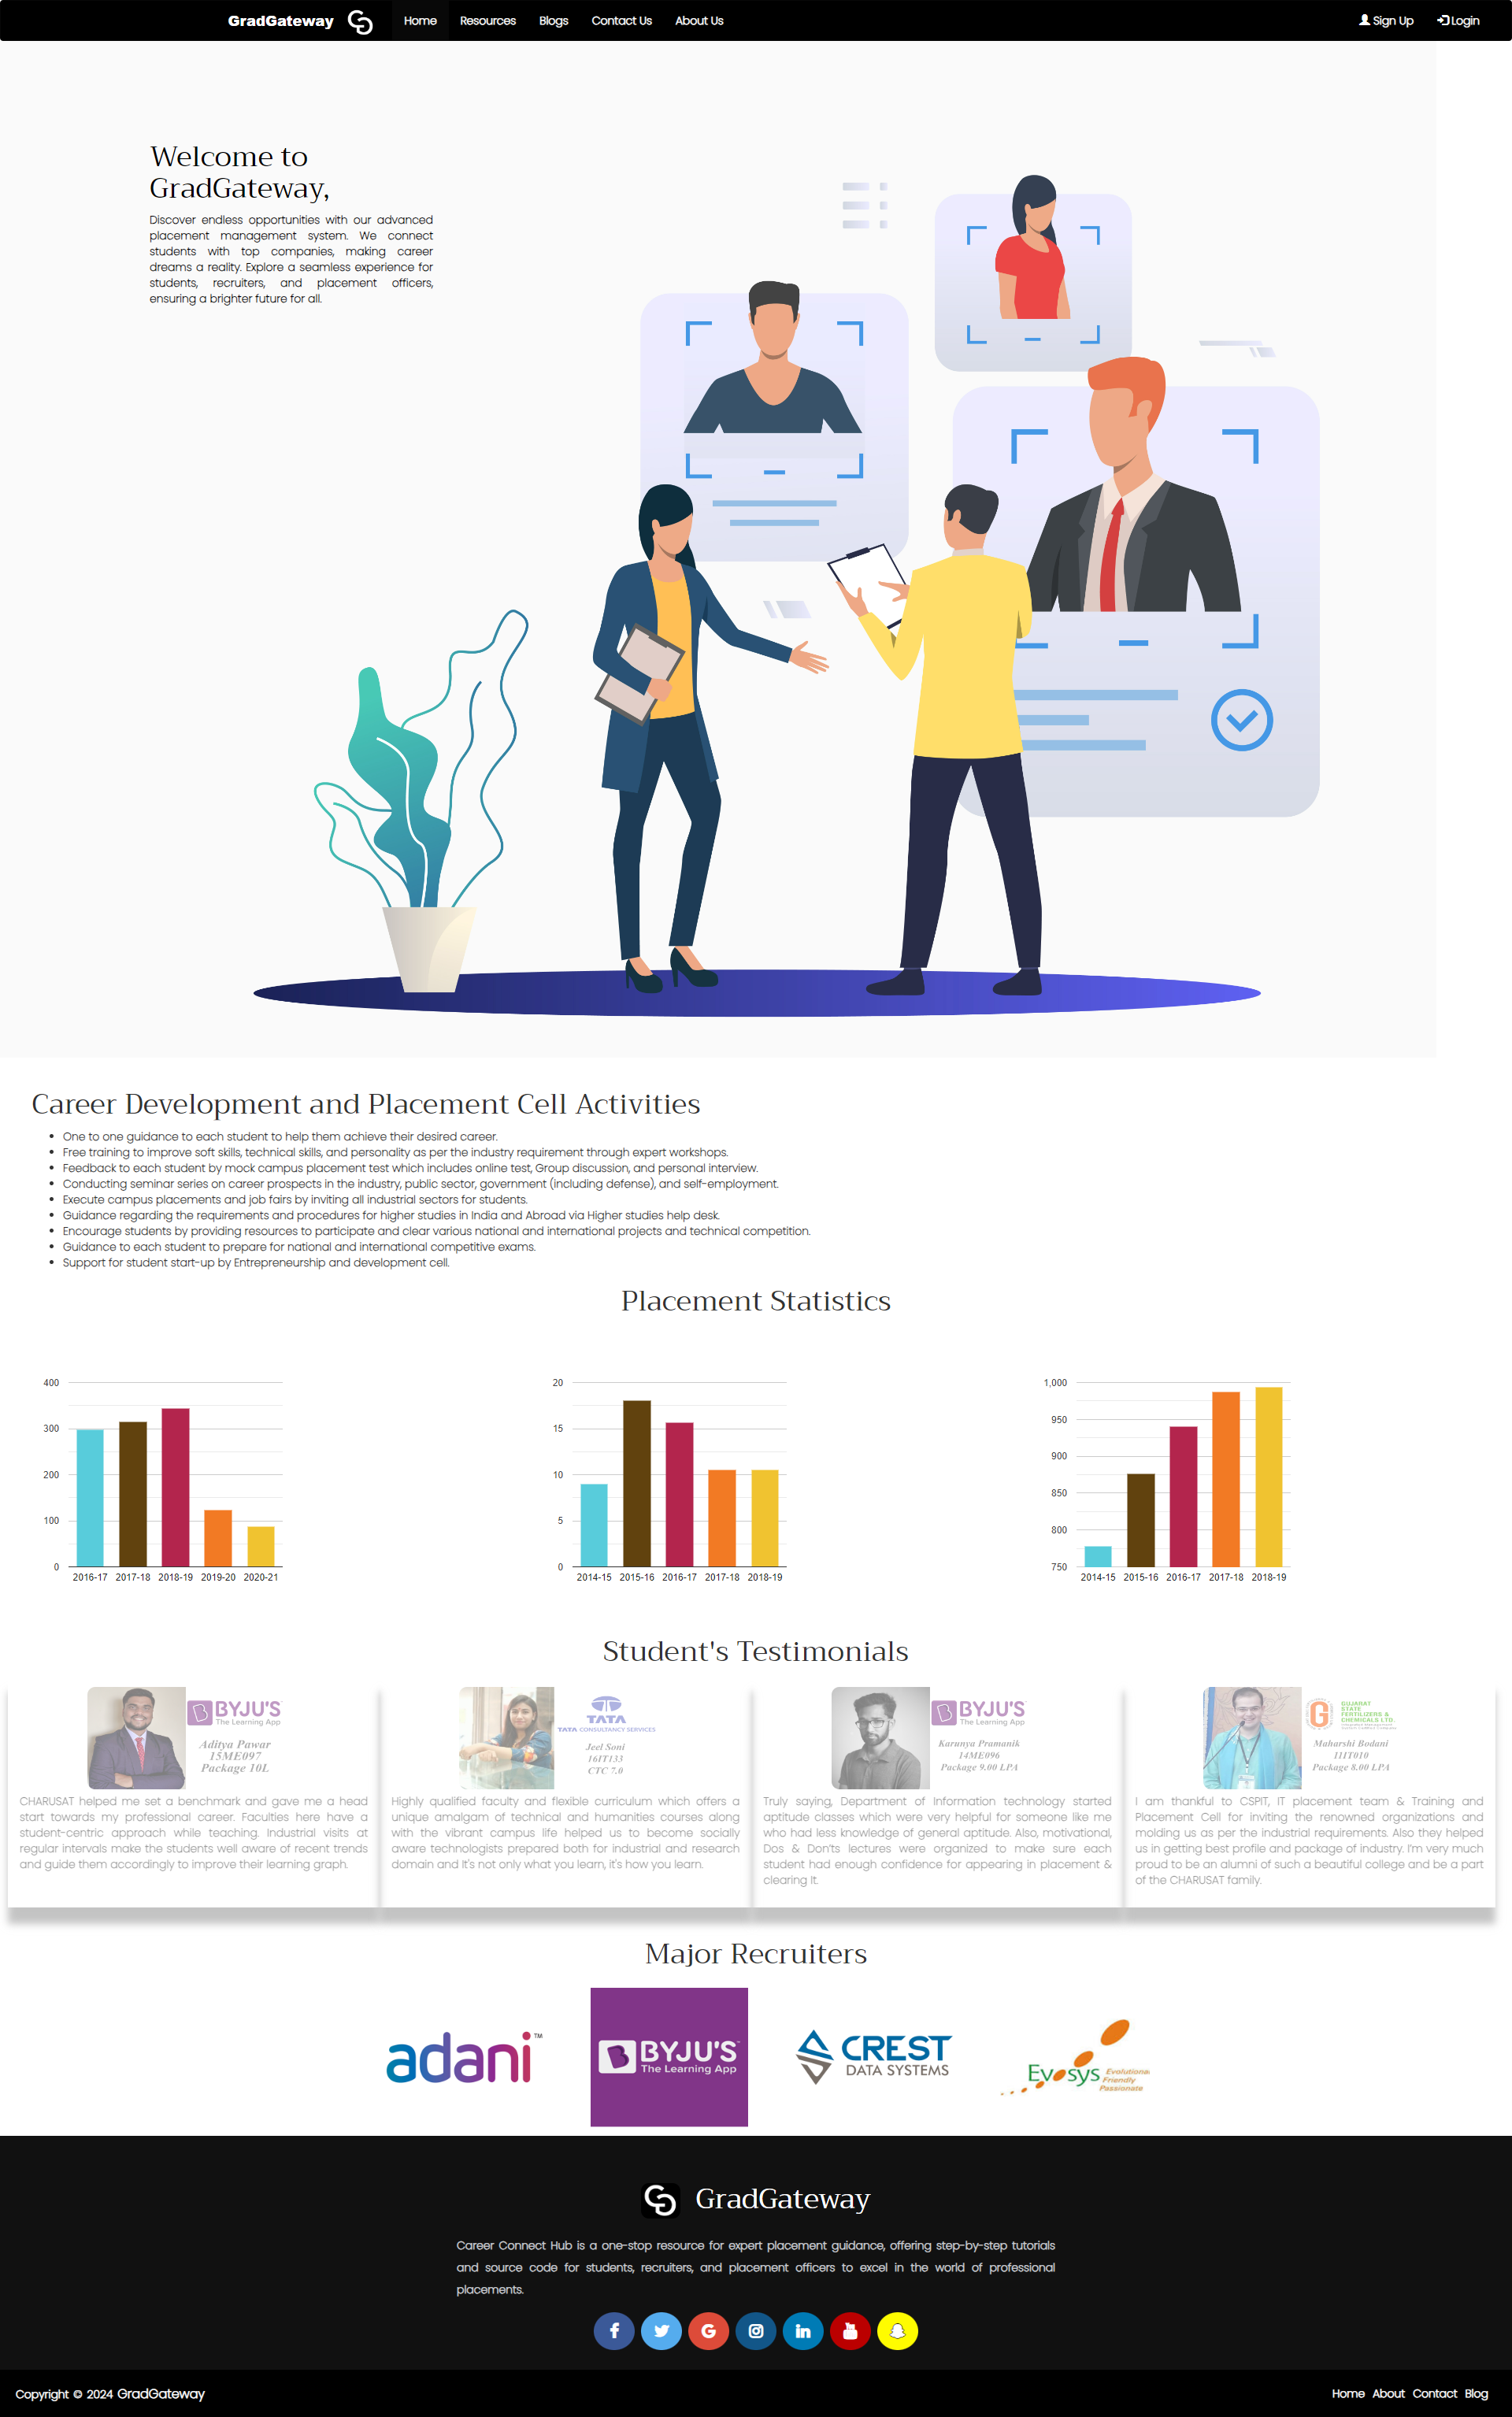 GradGateway
Home Resources Blogs Contact Us About Us
Sign Up Login
Welcome to
GradGateway,
Discover endless opportunities with our advanced
placement management system. We connect
students with top companies, making career
dreams a reality. Explore a seamless experience for
students, recruiters, and placement officers,
ensuring a brighter future for all.
Career Development and Placement Cell Activities
• One to one guidance to each student to help them achieve their desired career.
• Free training to improve soft skills, technical skills, and personality as per the industry requirement through expert workshops.
• Feedback to each student by mock campus placement test which includes online test, Group discussion, and personal interview.
• Conducting seminar series on career prospects in the industry, public sector, government (including defense), and self-employment.
• Execute campus placements and job fairs by inviting all industrial sectors for students.
• Guidance regarding the requirements and procedures for higher studies in India and Abroad via Higher studies help desk.
• Encourage students by providing resources to participate and clear various national and international projects and technical competition.
• Guidance to each student to prepare for national and international competitive exams.
• Support for student start-up by Entrepreneurship and development cell.
Placement Statistics
400
300
200
100
0
2016-17 2017-18 2018-19 2019-20 2020-21
20
15
10
5
0
2014-15 2015-16 2016-17 2017-18 2018-19
1,000
950
900
850
800
750
2014-15 2015-16 2016-17 2017-18 2018-19
Student's Testimonials
BYJU'S
The Learning App
Aditya Pawar
15ME097
Package 10L
CHARUSAT helped me set a benchmark and gave me a head
start towards my professional career. Faculties here have a
student-centric approach while teaching. Industrial visits at
regular intervals make the students well aware of recent trends
and guide them accordingly to improve their learning graph.
TATA
TATA CONSULTANCY SERVICES
Jeel Soni
16IT133
CTC 7.0
Highly qualified faculty and flexible curriculum which offers a
unique amalgam of technical and humanities courses along
with the vibrant campus life helped us to become socially
aware technologists prepared both for industrial and research
domain and It's not only what you learn, it's how you learn.
BYJU'S
The Learning App
Karunya Pramanik
14ME096
Package 9.00 LPA
Truly saying, Department of Information technology started
aptitude classes which were very helpful for someone like me
who had less knowledge of general aptitude. Also, motivational,
Dos & Don'ts lectures were organized to make sure each
student had enough confidence for appearing in placement &
clearing It.
GUJARAT
STATE
FERTILIZERS &
CHEMICALS LTD.
Maharshi Bodani
11IT010
Package 8.00 LPA
I am thankful to CSPIT, IT placement team & Training and
Placement Cell for inviting the renowned organizations and
molding us as per the industrial requirements. Also they helped
us in getting best profile and package of industry. I'm very much
proud to be an alumni of such a beautiful college and be a part
of the CHARUSAT family.
Major Recruiters
adani™
BYJU'S
The Learning App
CREST
DATA SYSTEMS
Evosys
Evolutiona
Friendly
Passionate
GradGateway
Career Connect Hub is a one-stop resource for expert placement guidance, offering step-by-step tutorials
and source code for students, recruiters, and placement officers to excel in the world of professional
placements.
Copyright © 2024 GradGateway
Home About Contact Blog